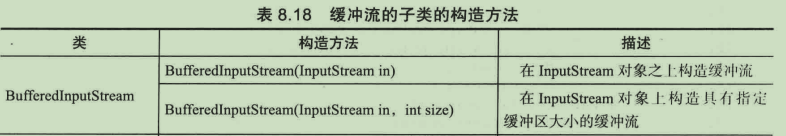 表 8.18 缓冲流的子类的构造方法
类 构造方法 描述
BufferedInputStream(InputStream in) 在 InputStream 对象之上构造缓冲流
BufferedInputStream
BufferedInputStream(InputStream in, int size) 在 InputStream 对象上构造具有指定
缓冲区大小的缓冲流